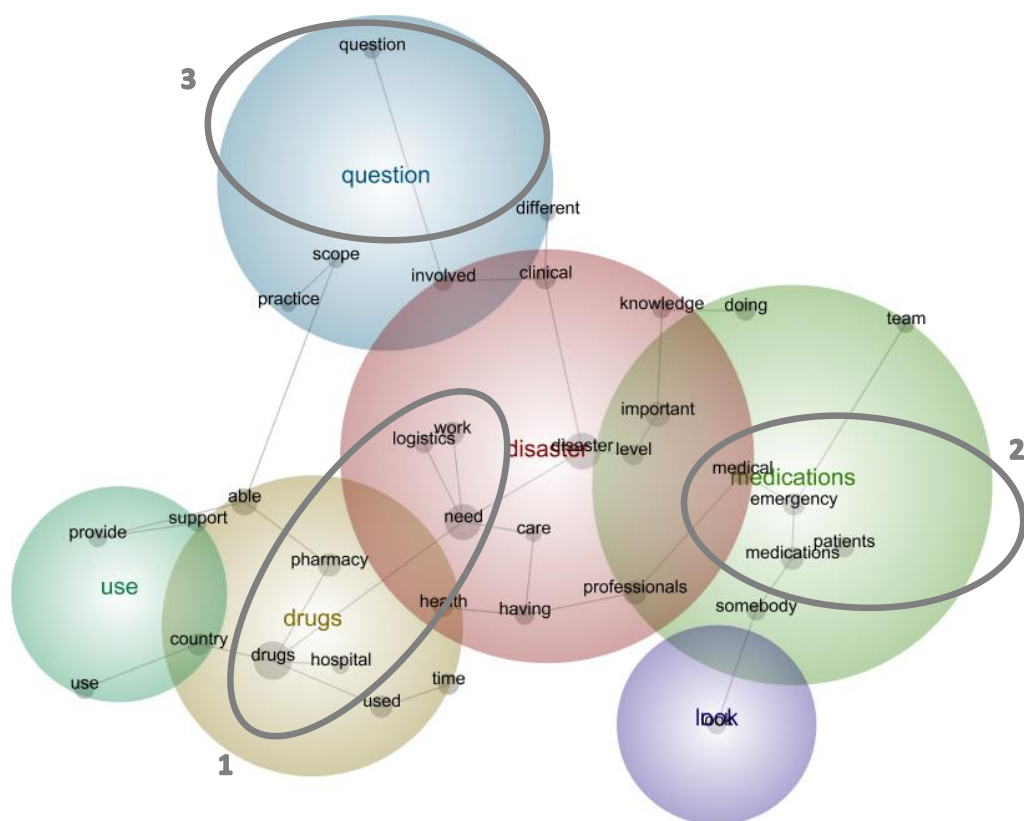 question
3
question
different
scope
involved
clinical
practice
knowledge
doing
team
important
work
logistics
disaster
disaster
level
2
medical
medications
emergency
able
support
need
provide
care
patients
medications
pharmacy
use
professionals
health
having
somebody
drugs
country
drugs
hospital
use
time
used
look
look
1